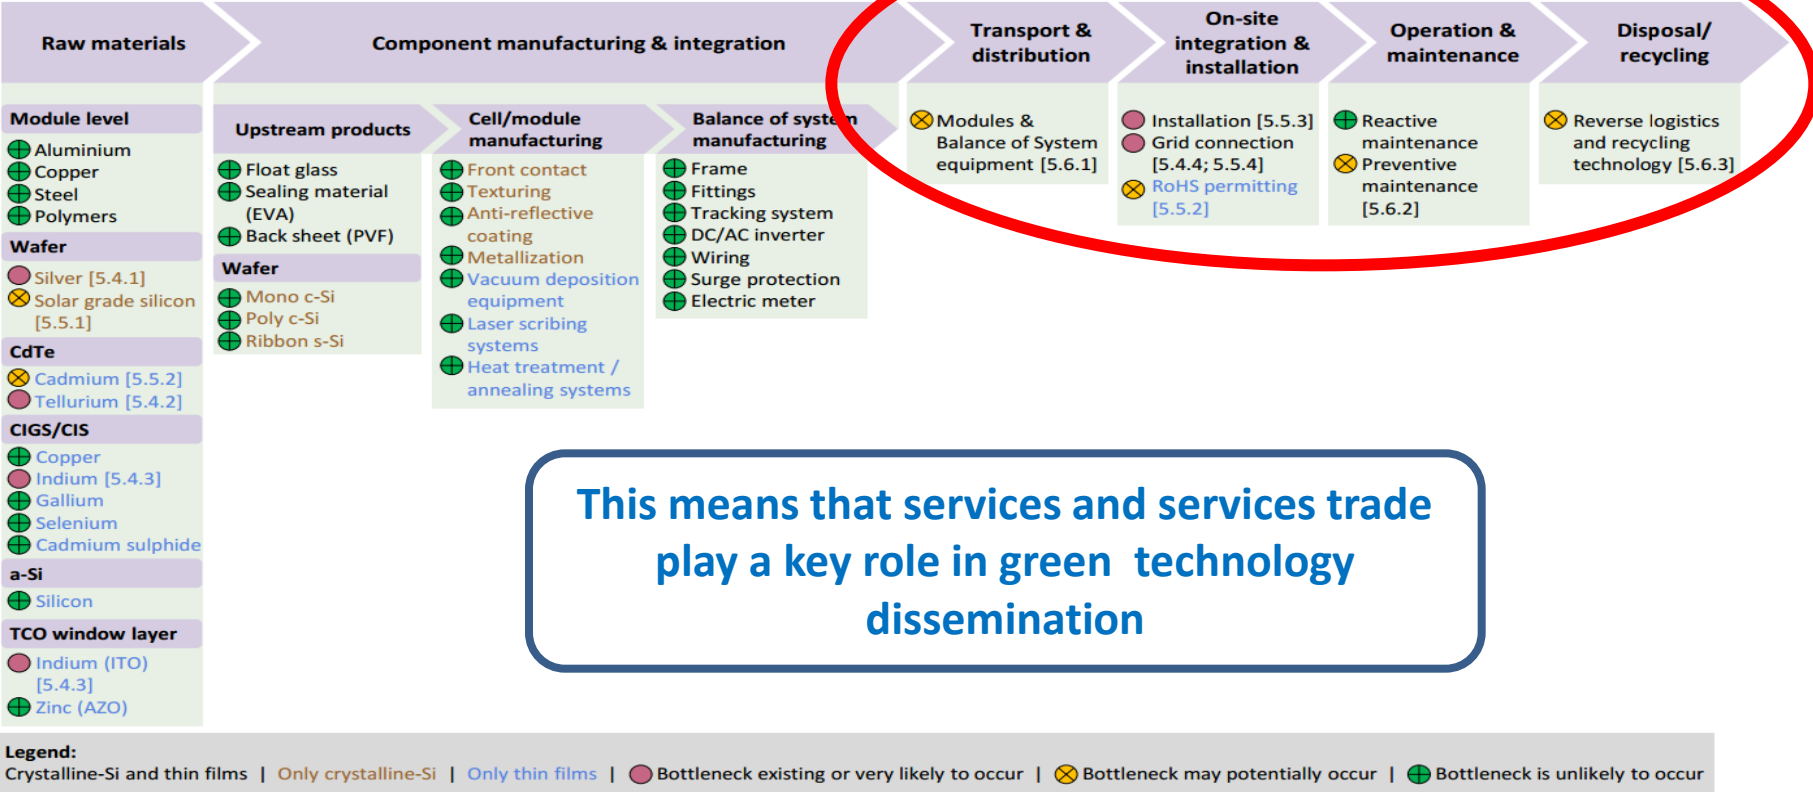 Raw materials
Component manufacturing & integration
Transport &
distribution
On-site
integration &
installation
Operation &
maintenance
Disposal/
recycling
Module level
Aluminium
Copper
Steel
Polymers
Wafer
Silver [5.4.1]
Solar grade silicon
[5.5.1]
CdTe
Cadmium [5.5.2]
Tellurium [5.4.2]
CIGS/CIS
Copper
Indium [5.4.3]
Gallium
Selenium
Cadmium sulphide
a-Si
Silicon
TCO window layer
Indium (ITO)
[5.4.3]
Zinc (AZO)
Upstream products
Float glass
Sealing material
(EVA)
Back sheet (PVF)
Wafer
Mono c-Si
Poly c-Si
Ribbon s-Si
Cell/module
manufacturing
Front contact
Texturing
Anti-reflective
coating
Metallization
Vacuum deposition
equipment
Laser scribing
systems
Heat treatment /
annealing systems
Balance of system
manufacturing
Frame
Fittings
Tracking system
DC/AC inverter
Wiring
Surge protection
Electric meter
Modules &
Balance of System
equipment [5.6.1]
Installation [5.5.3]
Grid connection
[5.4.4; 5.5.4]
RoHS permitting
[5.5.2]
Reactive
maintenance
Preventive
maintenance
[5.6.2]
Reverse logistics
and recycling
technology [5.6.3]
This means that services and services trade
play a key role in green technology
dissemination
Legend:
Crystalline-Si and thin films | Only crystalline-Si | Only thin films | Bottleneck existing or very likely to occur | Bottleneck may potentially occur | Bottleneck is unlikely to occur